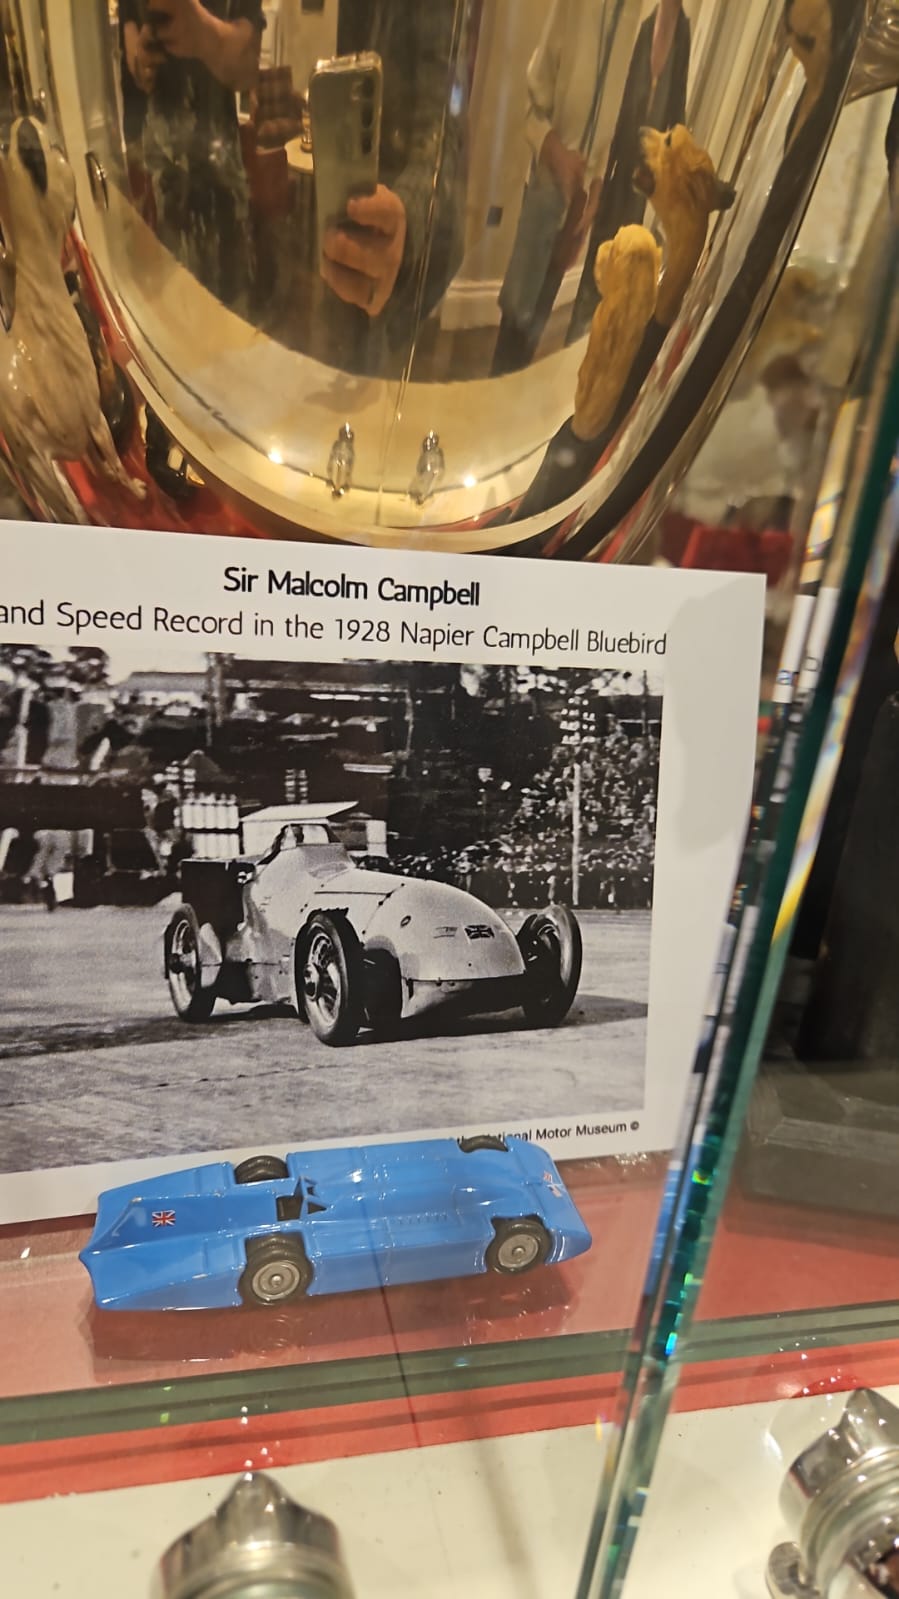 Sir Malcolm Campbell
and Speed Record in the 1928 Napier Campbell Bluebird
Motor Museum ©